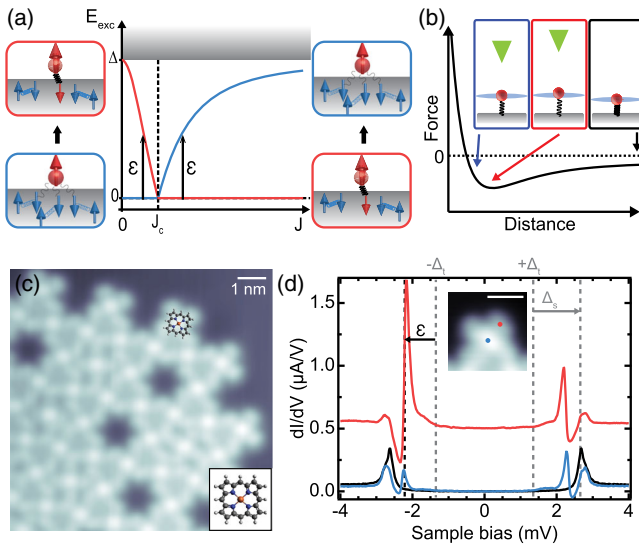 (a)
E_exc
Δ
ε
ε
0
0
J_c
J
(b)
Force
0
Distance
(c)
1 nm
(d)
-Δ_t
+Δ_t
Δ_s
ε
dI/dV (µA/V)
1.5
1.0
0.5
0.0
-4
-2
0
2
4
Sample bias (mV)